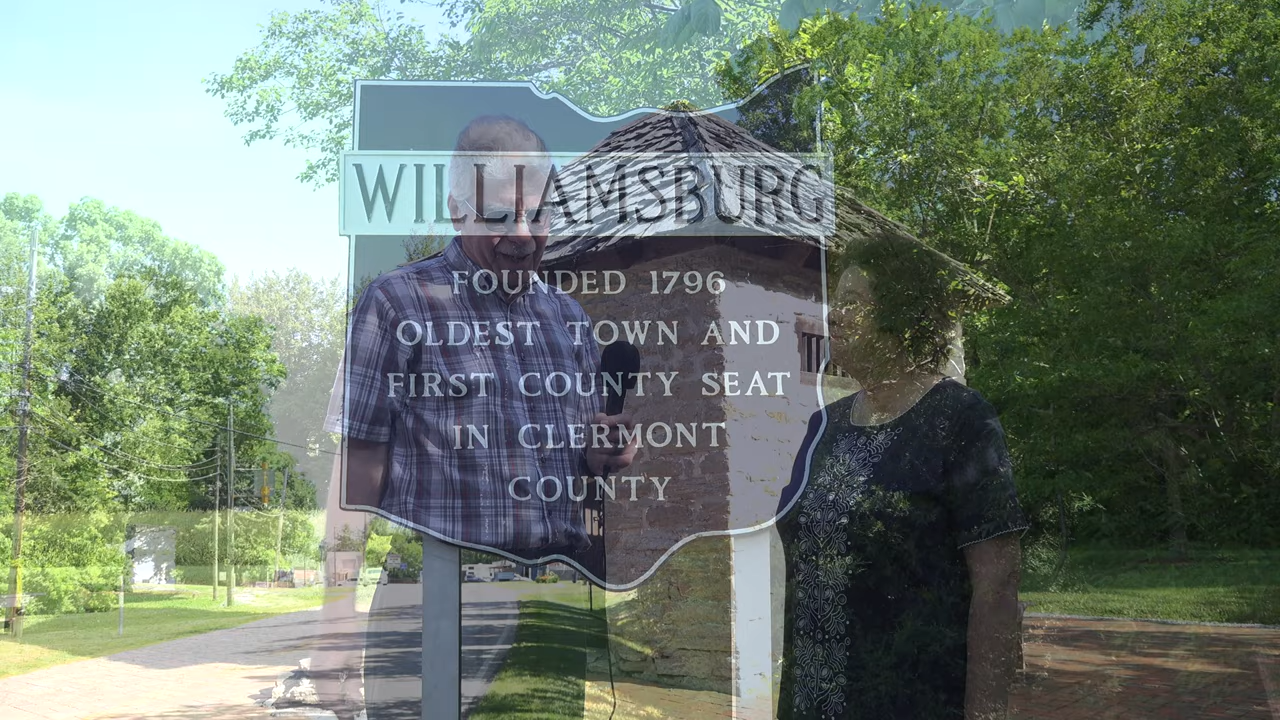 WILLIAMSBURG
FOUNDED 1796
OLDEST TOWN AND
FIRST COUNTY SEAT
IN CLERMONT
COUNTY